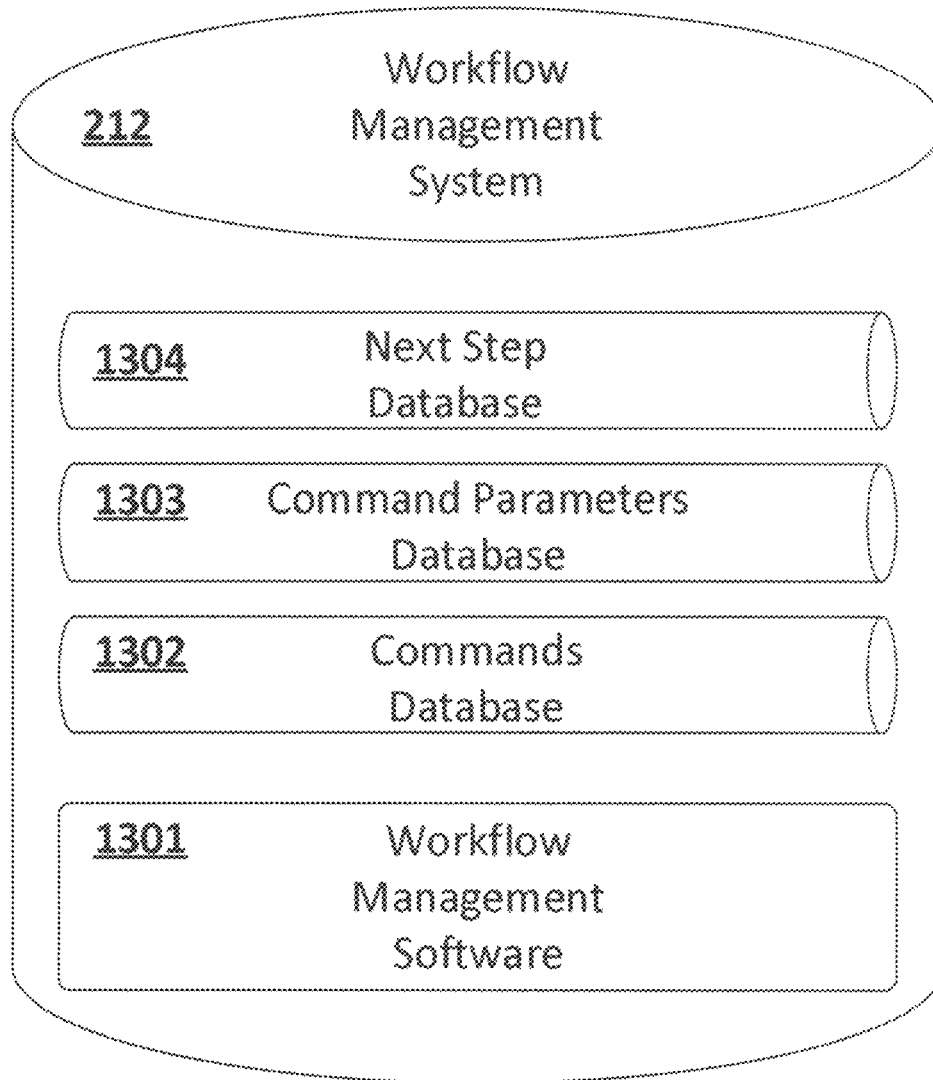 212
Workflow
Management
System
1304
Next Step
Database
1303
Command Parameters
Database
1302
Commands
Database
1301
Workflow
Management
Software